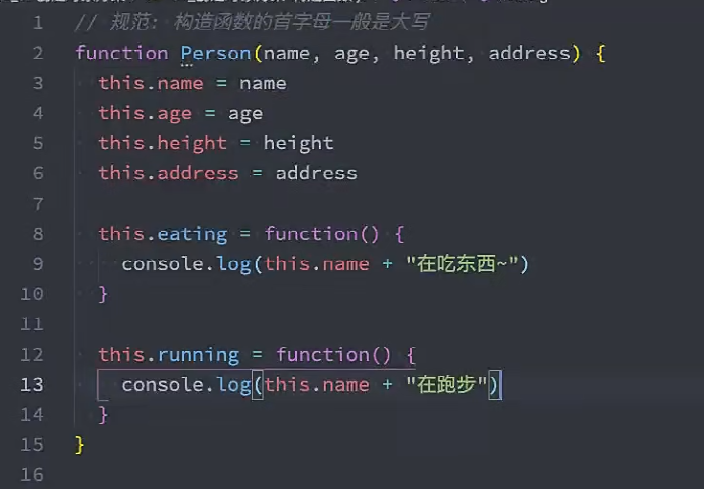 1 // 规范: 构造函数的首字母一般是大写
2 function Person(name, age, height, address) {
3 this.name = name
4 this.age = age
5 this.height = height
6 this.address = address
7
8 this.eating = function() {
9 console.log(this.name + "在吃东西~")
10 }
11
12 this.running = function() {
13 console.log(this.name + "在跑步")
14 }
15 }
16